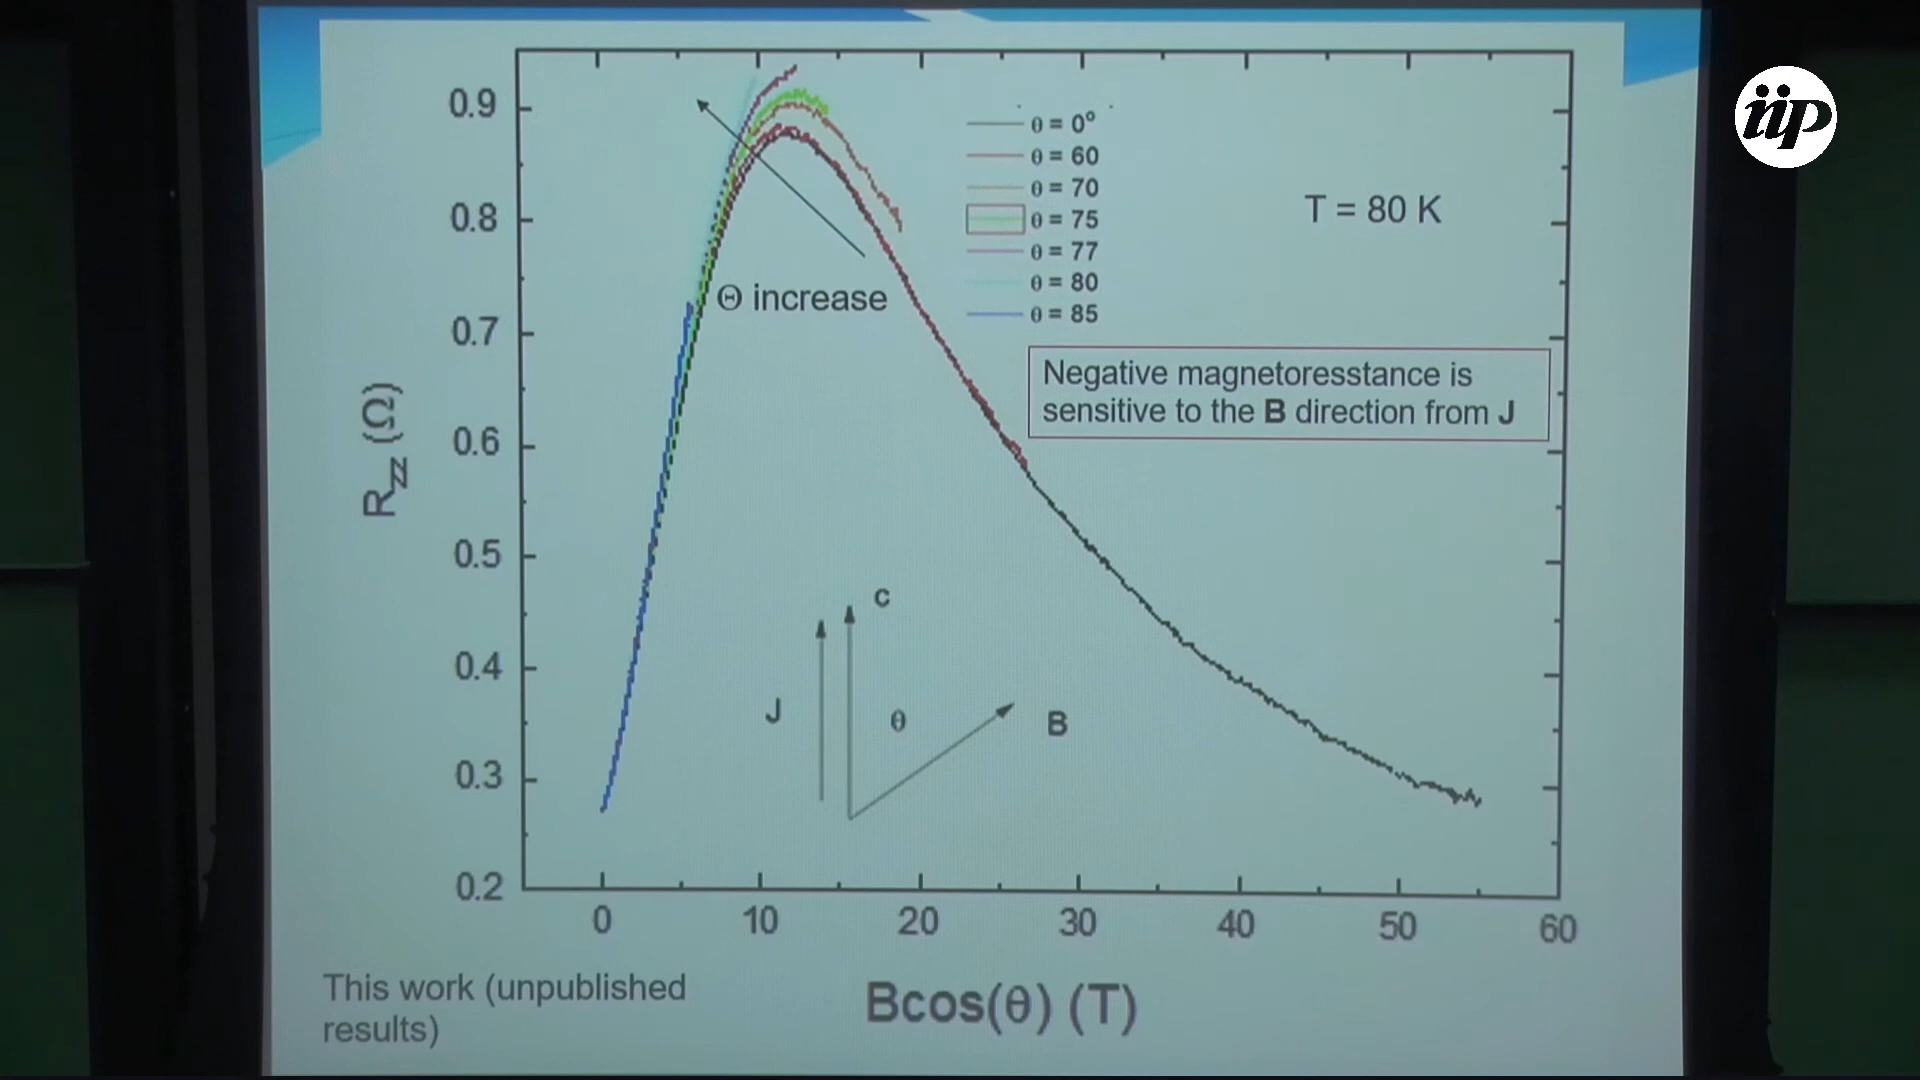 iip
0.9
0.8
0.7
0.6
0.5
0.4
0.3
0.2
Rzz (Ω)
θ = 0º
θ = 60
θ = 70
θ = 75
θ = 77
θ = 80
θ = 85
T = 80 K
Θ increase
Negative magnetoresstance is
sensitive to the B direction from J
c
J
θ
B
0 10 20 30 40 50 60
Bcos(θ) (T)
This work (unpublished
results)